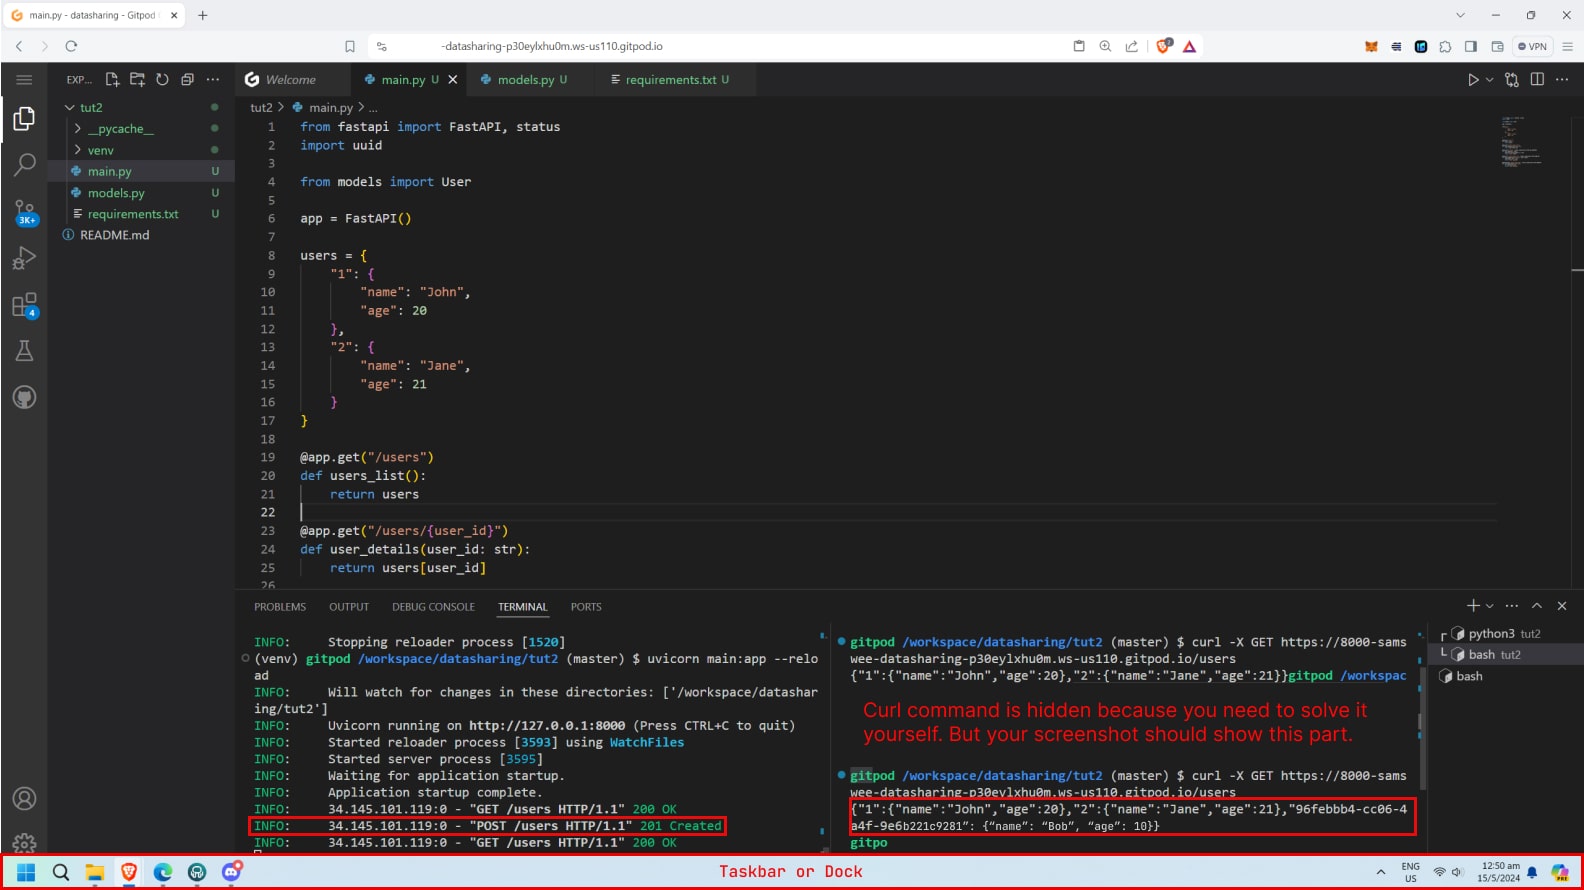 main.py - datasharing - Gitpod
-datasharing-p30eylxhu0m.ws-us110.gitpod.io
VPN
EXP...
Welcome
main.py U
models.py U
requirements.txt U
tut2
__pycache__
venv
main.py U
models.py U
requirements.txt U
README.md
3K+
4
tut2 > main.py > ...
1 from fastapi import FastAPI, status
2 import uuid
3
4 from models import User
5
6 app = FastAPI()
7
8 users = {
9 "1": {
10 "name": "John",
11 "age": 20
12 },
13 "2": {
14 "name": "Jane",
15 "age": 21
16 }
17 }
18
19 @app.get("/users")
20 def users_list():
21 return users
22
23 @app.get("/users/{user_id}")
24 def user_details(user_id: str):
25 return users[user_id]
26
PROBLEMS OUTPUT DEBUG CONSOLE TERMINAL PORTS
INFO: Stopping reloader process [1520]
(venv) gitpod /workspace/datasharing/tut2 (master) $ uvicorn main:app --relo
ad
INFO: Will watch for changes in these directories: ['/workspace/datashar
ing/tut2']
INFO: Uvicorn running on http://127.0.0.1:8000 (Press CTRL+C to quit)
INFO: Started reloader process [3593] using WatchFiles
INFO: Started server process [3595]
INFO: Waiting for application startup.
INFO: Application startup complete.
INFO: 34.145.101.119:0 - "GET /users HTTP/1.1" 200 OK
INFO: 34.145.101.119:0 - "POST /users HTTP/1.1" 201 Created
INFO: 34.145.101.119:0 - "GET /users HTTP/1.1" 200 OK
gitpod /workspace/datasharing/tut2 (master) $ curl -X GET https://8000-sams
wee-datasharing-p30eylxhu0m.ws-us110.gitpod.io/users
{"1":{"name":"John","age":20},"2":{"name":"Jane","age":21}}gitpod /workspac
Curl command is hidden because you need to solve it
yourself. But your screenshot should show this part.
gitpod /workspace/datasharing/tut2 (master) $ curl -X GET https://8000-sams
wee-datasharing-p30eylxhu0m.ws-us110.gitpod.io/users
{"1":{"name":"John","age":20},"2":{"name":"Jane","age":21},"96febbb4-cc06-4
a4f-9e6b221c9281”: {“name”: “Bob”, “age”: 10}}
gitpo
python3 tut2
bash tut2
bash
Taskbar or Dock
ENG
US
12:50 am
15/5/2024